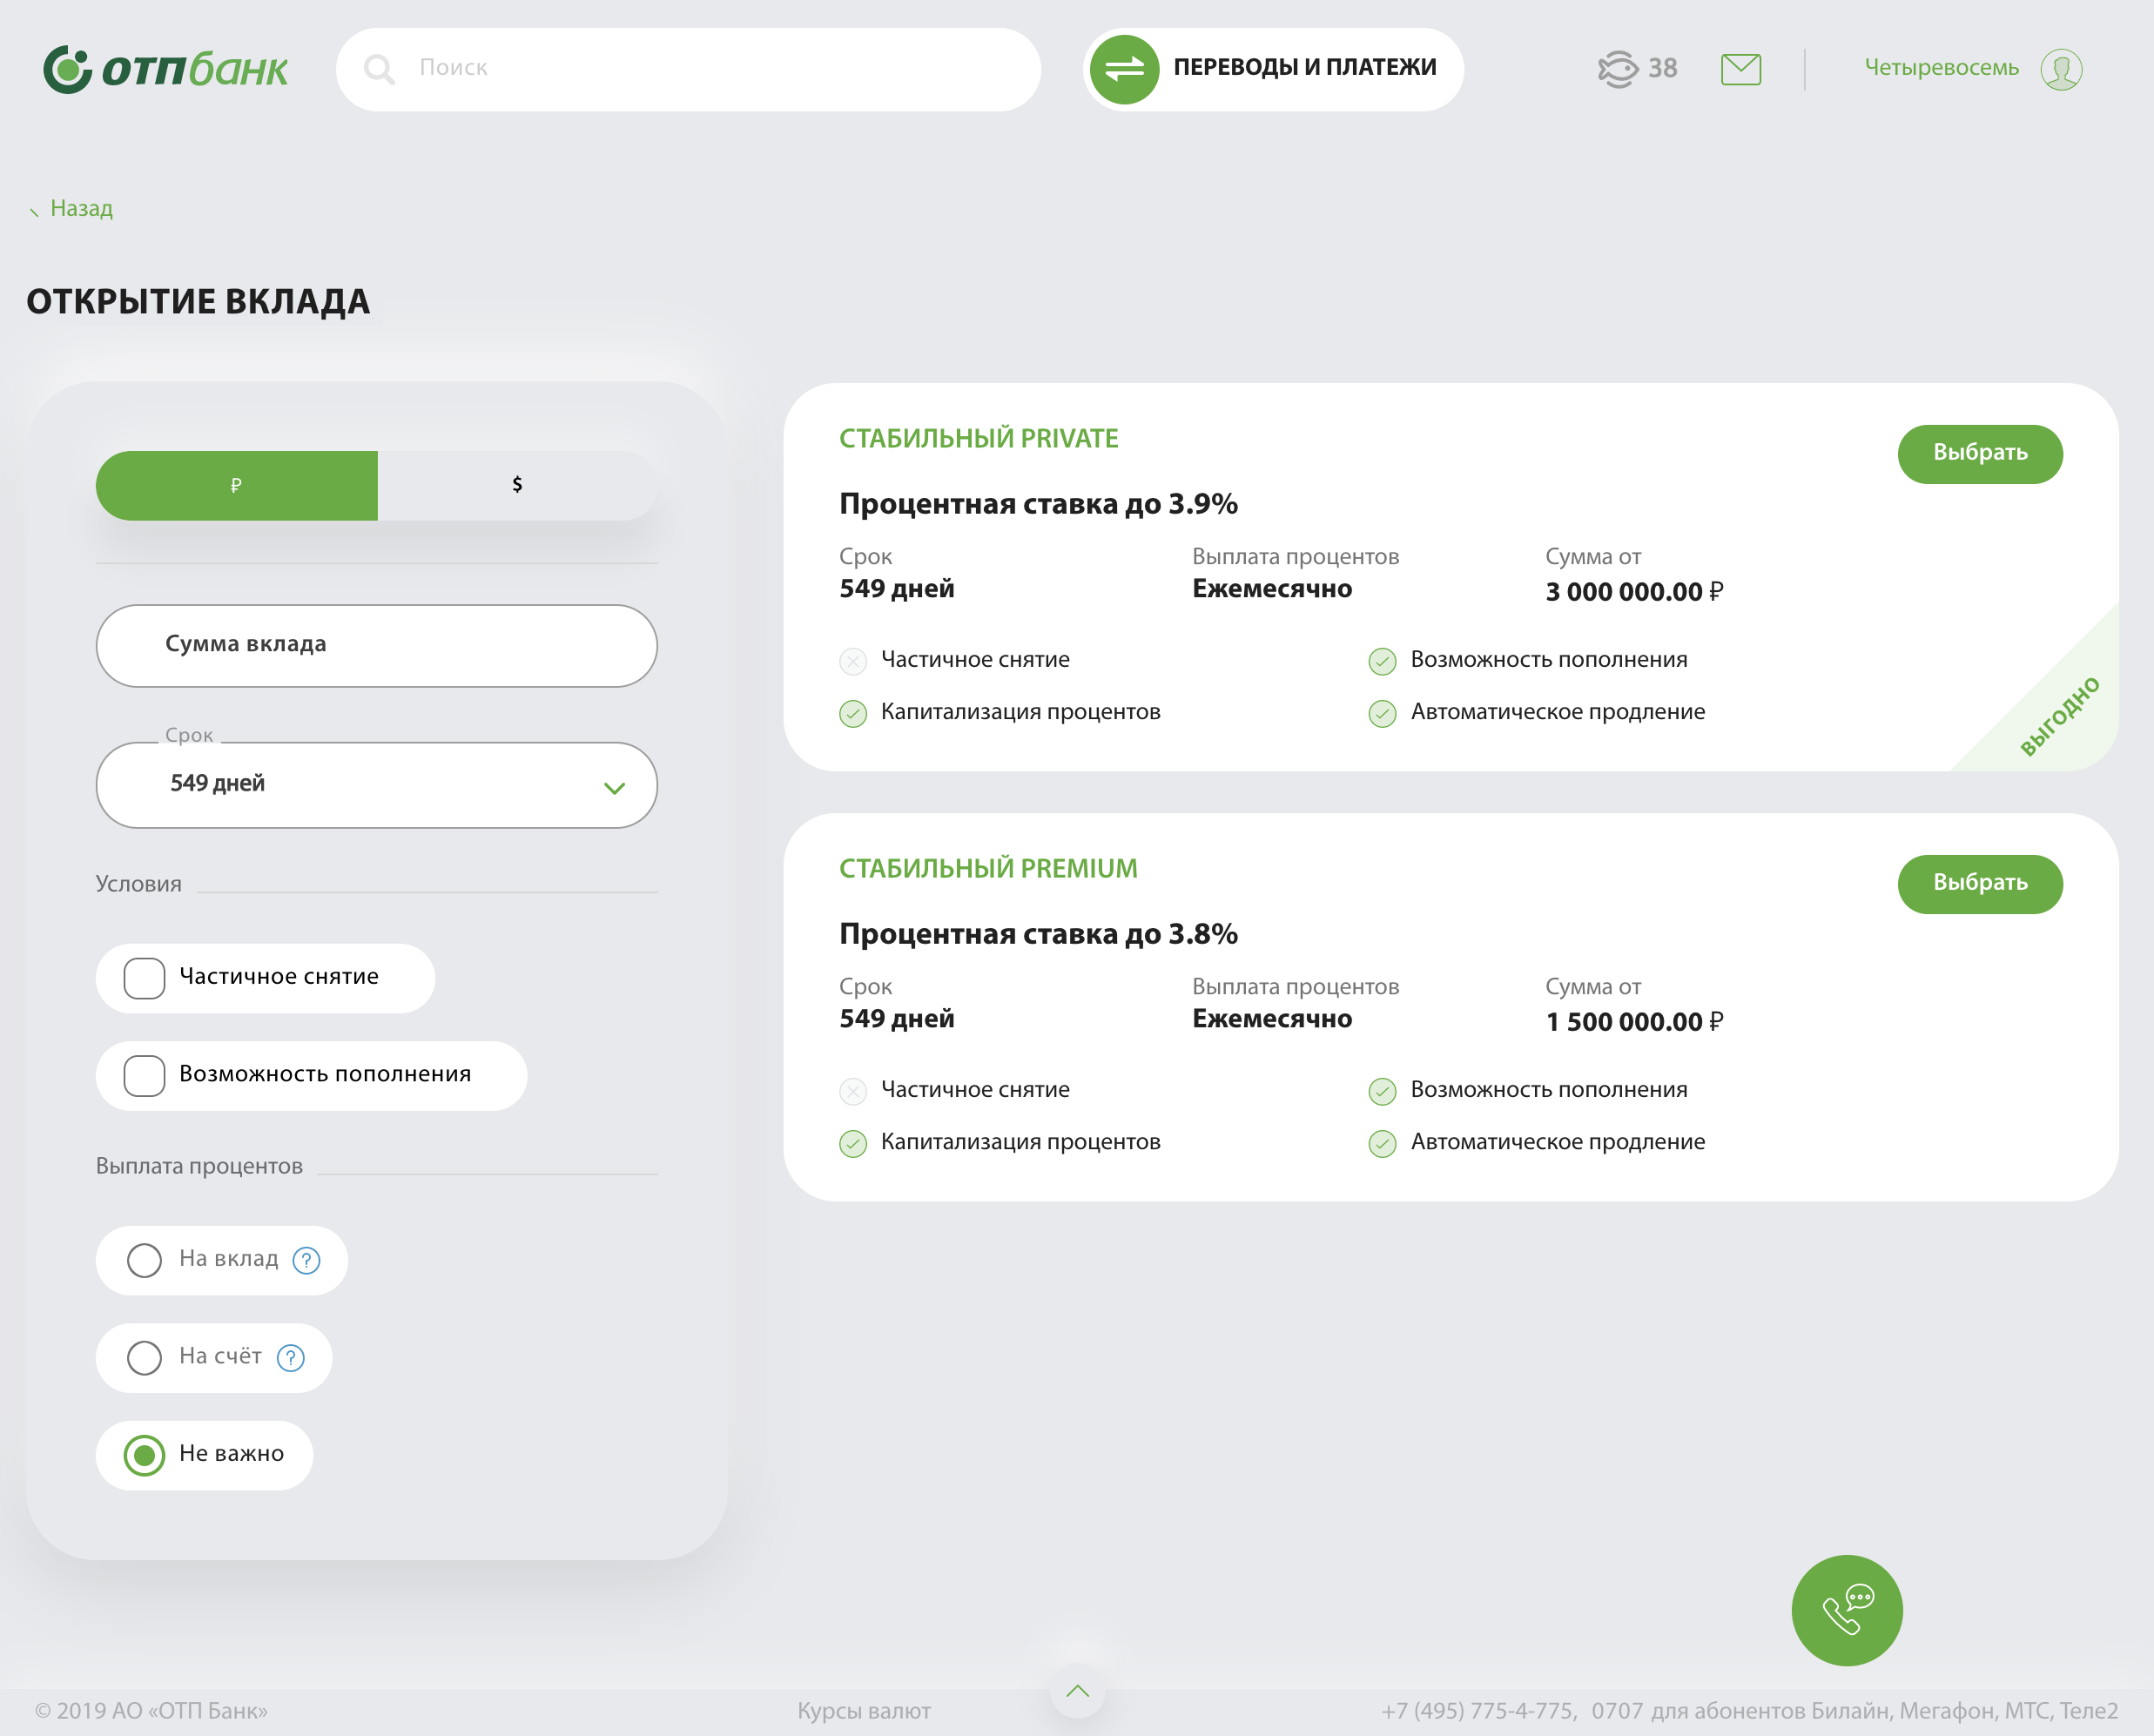 ОТПбанк
Поиск
ПЕРЕВОДЫ И ПЛАТЕЖИ
38
Четыревосемь
Назад
ОТКРЫТИЕ ВКЛАДА
₽
$
Сумма вклада
Срок
549 дней
Условия
Частичное снятие
Возможность пополнения
Выплата процентов
На вклад ?
На счёт ?
Не важно
СТАБИЛЬНЫЙ PRIVATE
Выбрать
Процентная ставка до 3.9%
Срок Выплата процентов Сумма от
549 дней Ежемесячно 3 000 000.00 ₽
Частичное снятие Возможность пополнения
Капитализация процентов Автоматическое продление
ВЫГОДНО
СТАБИЛЬНЫЙ PREMIUM
Выбрать
Процентная ставка до 3.8%
Срок Выплата процентов Сумма от
549 дней Ежемесячно 1 500 000.00 ₽
Частичное снятие Возможность пополнения
Капитализация процентов Автоматическое продление
© 2019 АО «ОТП Банк»
Курсы валют
+7 (495) 775-4-775, 0707 для абонентов Билайн, Мегафон, МТС, Теле2